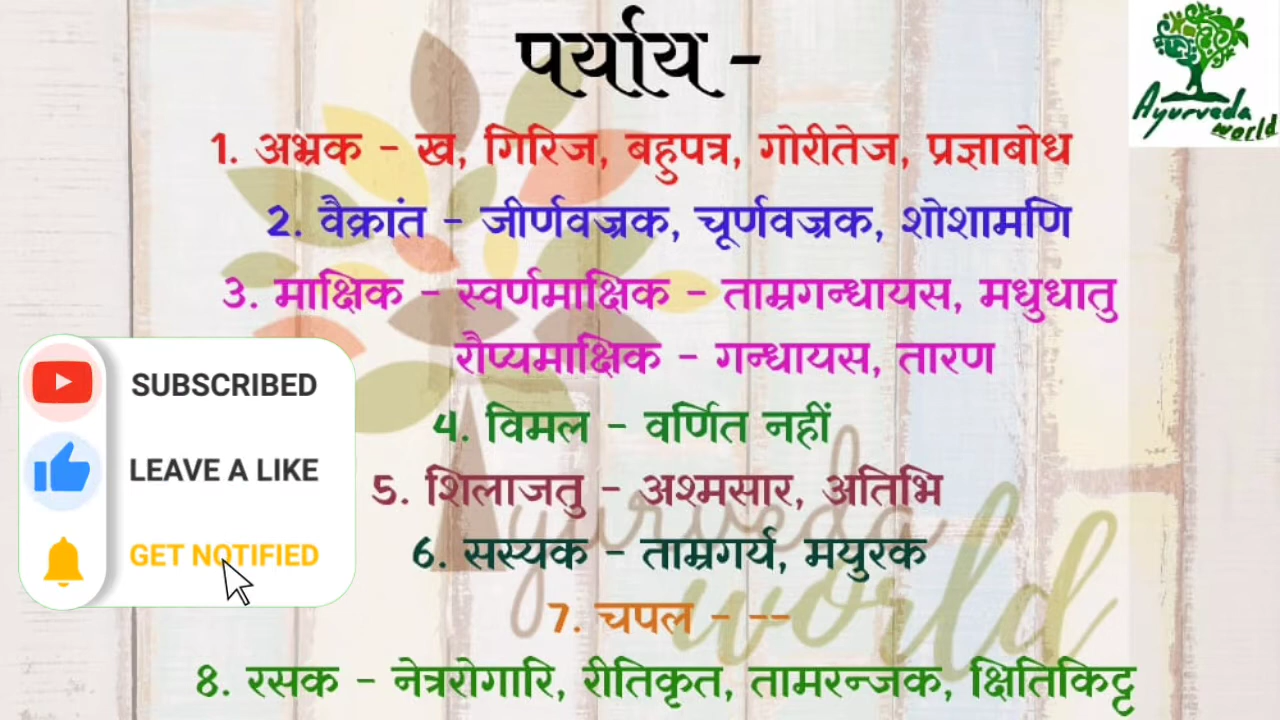 पर्याय -
Ayurveda
world
1. अभ्रक - ख, गिरिज, बहुपत्र, गोरीतेज, प्रज्ञाबोध
2. वैक्रांत - जीर्णवज्रक, चूर्णवज्रक, शोशामणि
3. माक्षिक - स्वर्णमाक्षिक - ताम्रगन्धायस, मधुधातु
रौप्यमाक्षिक - गन्धायस, तारण
4. विमल - वर्णित नहीं
5. शिलाजतु - अश्मसार, अतिभि
6. सस्यक - ताम्रगर्य, मयुरक
7. चपल - --
8. रसक - नेत्ररोगारि, रीतिकृत, तामरन्जक, क्षितिकिट्ट
SUBSCRIBED
LEAVE A LIKE
GET NOTIFIED
Ayurveda
world